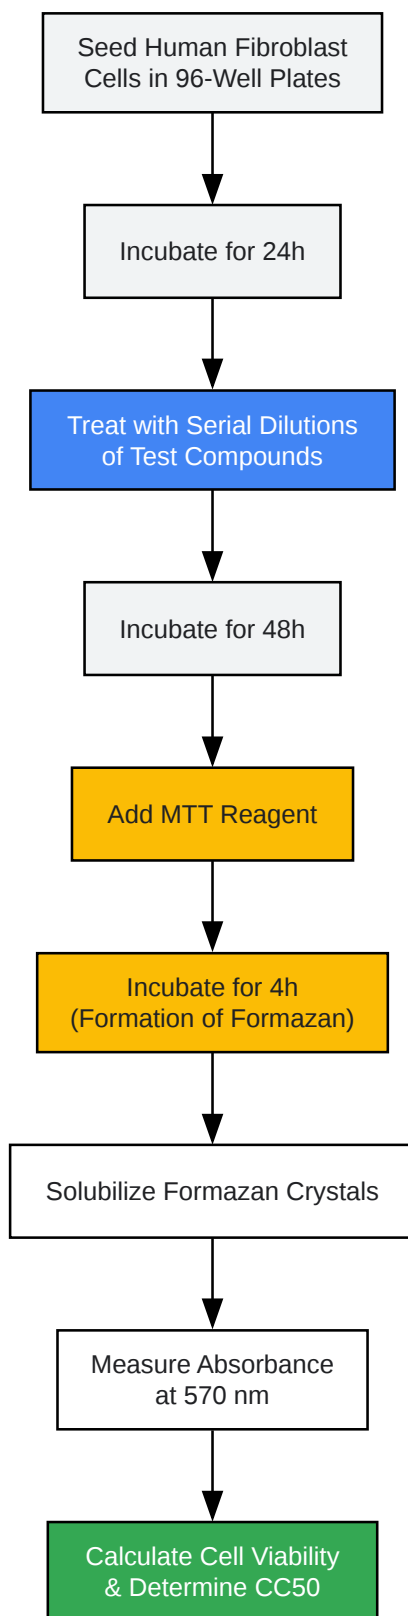 Seed Human Fibroblast
Cells in 96-Well Plates
Incubate for 24h
Treat with Serial Dilutions
of Test Compounds
Incubate for 48h
Add MTT Reagent
Incubate for 4h
(Formation of Formazan)
Solubilize Formazan Crystals
Measure Absorbance
at 570 nm
Calculate Cell Viability
& Determine CC50